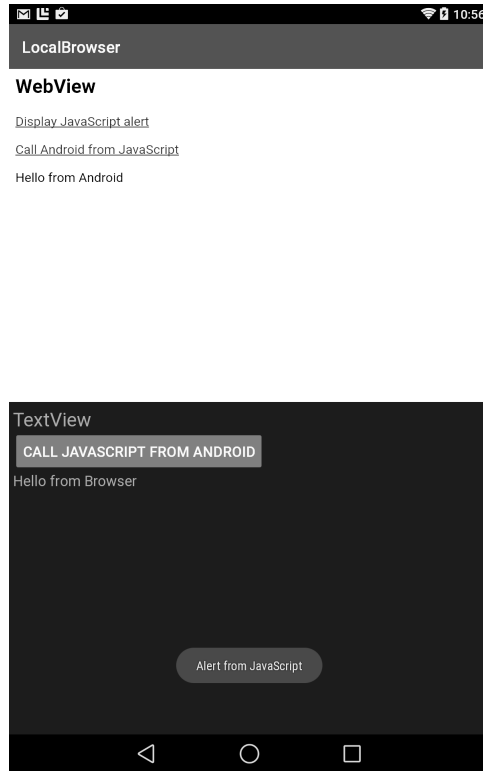 10:56
LocalBrowser
WebView
Display JavaScript alert
Call Android from JavaScript
Hello from Android
TextView
CALL JAVASCRIPT FROM ANDROID
Hello from Browser
Alert from JavaScript